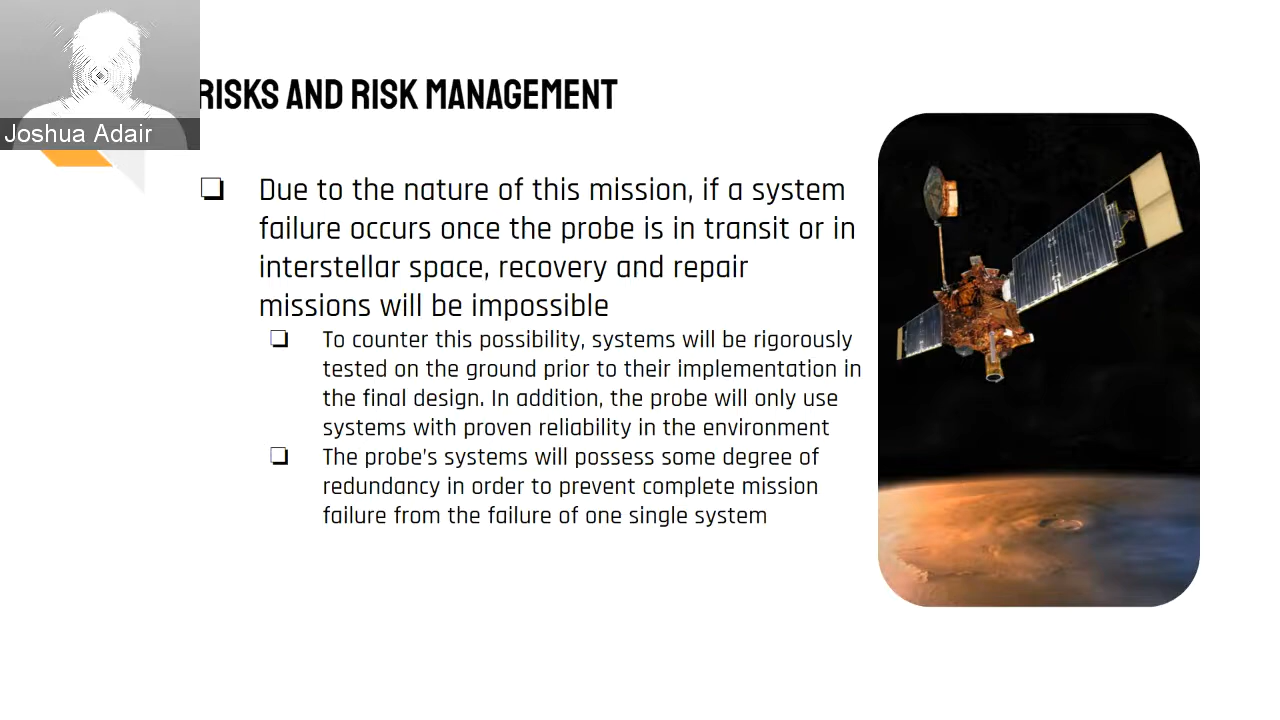 Joshua Adair
RISKS AND RISK MANAGEMENT
Due to the nature of this mission, if a system
failure occurs once the probe is in transit or in
interstellar space, recovery and repair
missions will be impossible
To counter this possibility, systems will be rigorously
tested on the ground prior to their implementation in
the final design. In addition, the probe will only use
systems with proven reliability in the environment
The probe's systems will possess some degree of
redundancy in order to prevent complete mission
failure from the failure of one single system